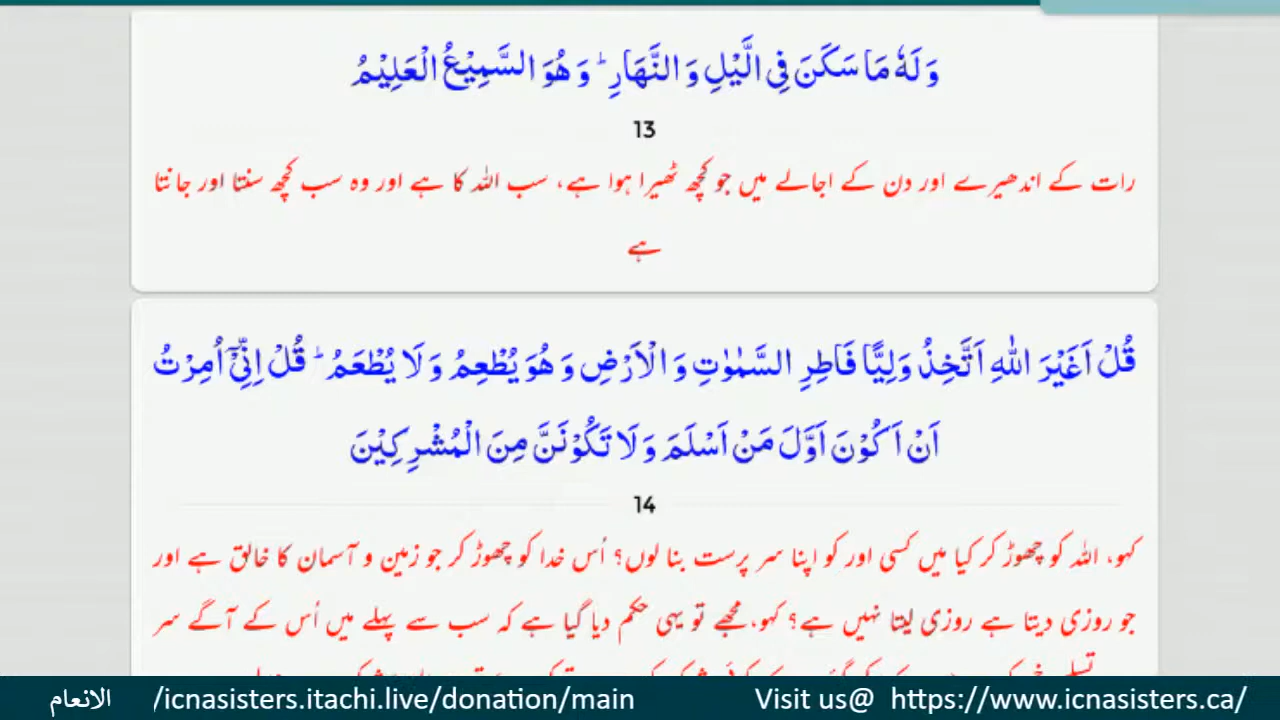 وَ لَهٗ مَا سَكَنَ فِی الَّیْلِ وَ النَّهَارِ ؕ وَ هُوَ السَّمِیْعُ الْعَلِیْمُ
13
رات کے اندھیرے اور دن کے اجالے میں جو کچھ ٹھیرا ہوا ہے، سب اللہ کا ہے اور وہ سب کچھ سنتا اور جانتا
ہے
قُلْ اَغَیْرَ اللّٰهِ اَتَّخِذُ وَلِیًّا فَاطِرِ السَّمٰوٰتِ وَ الْاَرْضِ وَ هُوَ یُطْعِمُ وَ لَا یُطْعَمُ ؕ قُلْ اِنِّیْۤ اُمِرْتُ
اَنْ اَكُوْنَ اَوَّلَ مَنْ اَسْلَمَ وَ لَا تَكُوْنَنَّ مِنَ الْمُشْرِكِیْنَ
14
کہو، اللہ کو چھوڑ کر کیا میں کسی اور کو اپنا سر پرست بنا لوں؟ اُس خدا کو چھوڑ کر جو زمین و آسمان کا خالق ہے اور
جو روزی دیتا ہے روزی لیتا نہیں ہے؟ کہو، مجھے تو یہی حکم دیا گیا ہے کہ سب سے پہلے میں اُس کے آگے سر
الانعام /icnasisters.itachi.live/donation/main Visit us@ https://www.icnasisters.ca/